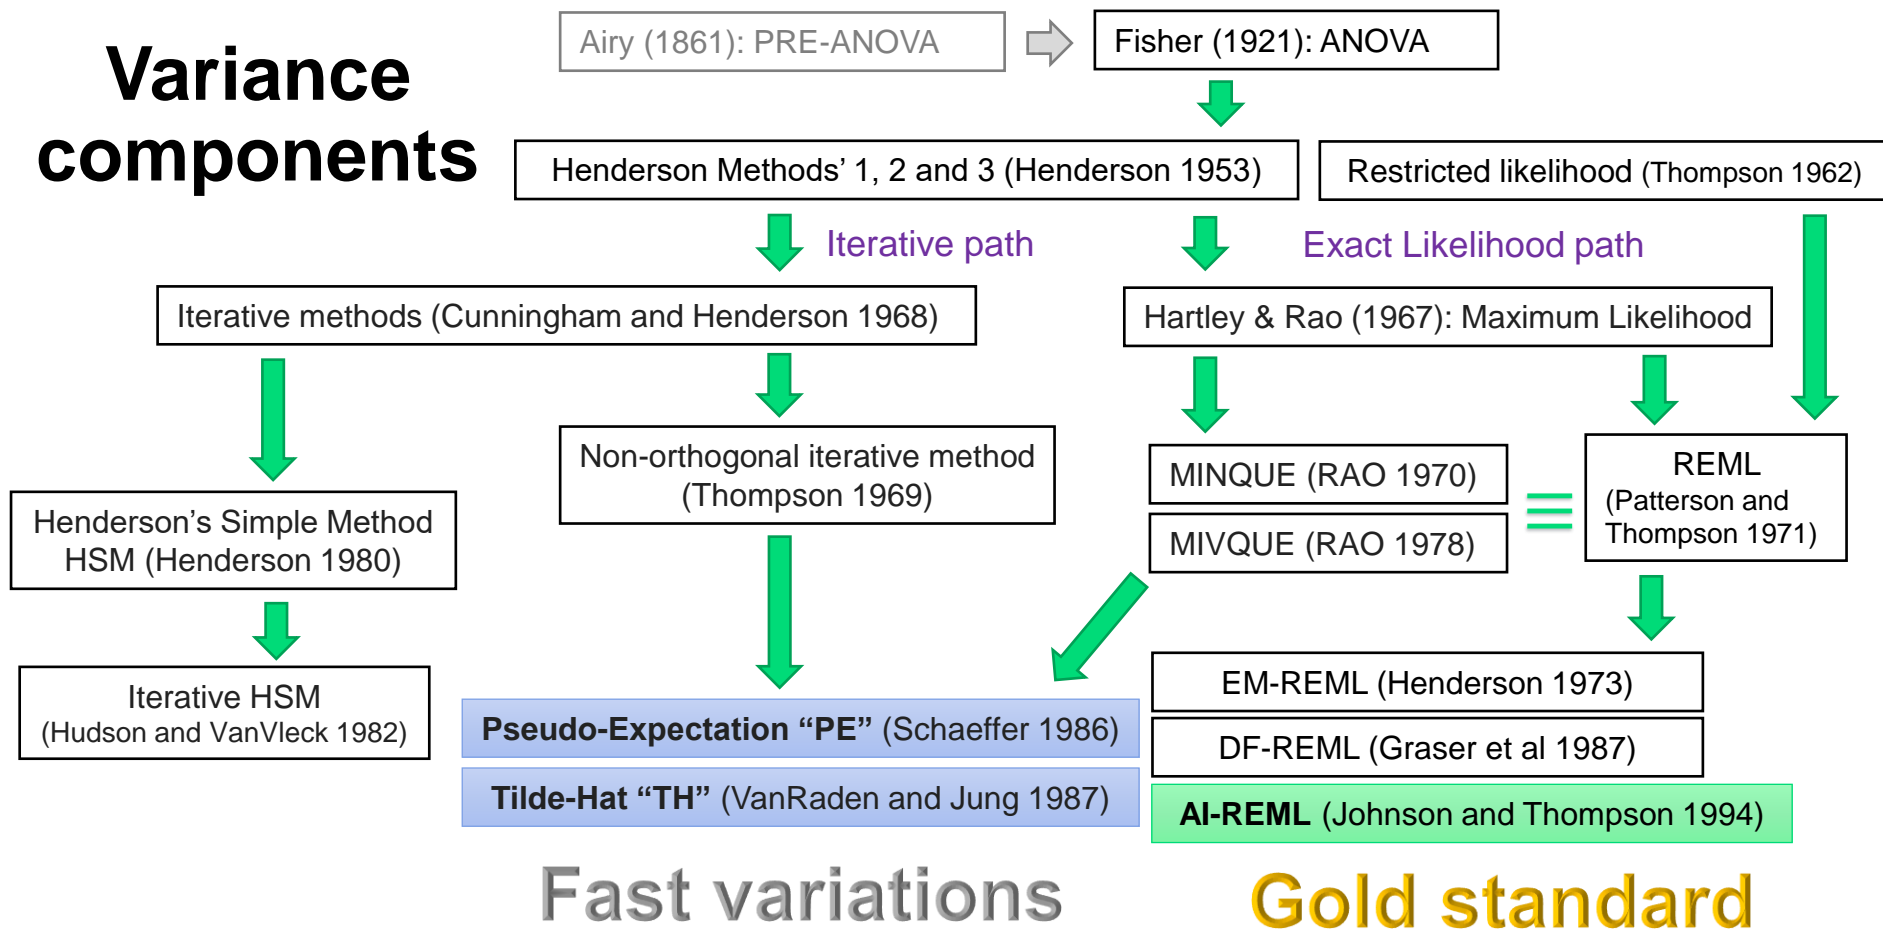 Variance
components
Airy (1861): PRE-ANOVA
Fisher (1921): ANOVA
Henderson Methods’ 1, 2 and 3 (Henderson 1953)
Restricted likelihood (Thompson 1962)
Iterative path
Exact Likelihood path
Iterative methods (Cunningham and Henderson 1968)
Hartley & Rao (1967): Maximum Likelihood
Non-orthogonal iterative method
(Thompson 1969)
MINQUE (RAO 1970)
MIVQUE (RAO 1978)
REML
(Patterson and
Thompson 1971)
Henderson’s Simple Method
HSM (Henderson 1980)
Iterative HSM
(Hudson and VanVleck 1982)
Pseudo-Expectation “PE” (Schaeffer 1986)
Tilde-Hat “TH” (VanRaden and Jung 1987)
EM-REML (Henderson 1973)
DF-REML (Graser et al 1987)
AI-REML (Johnson and Thompson 1994)
Fast variations
Gold standard